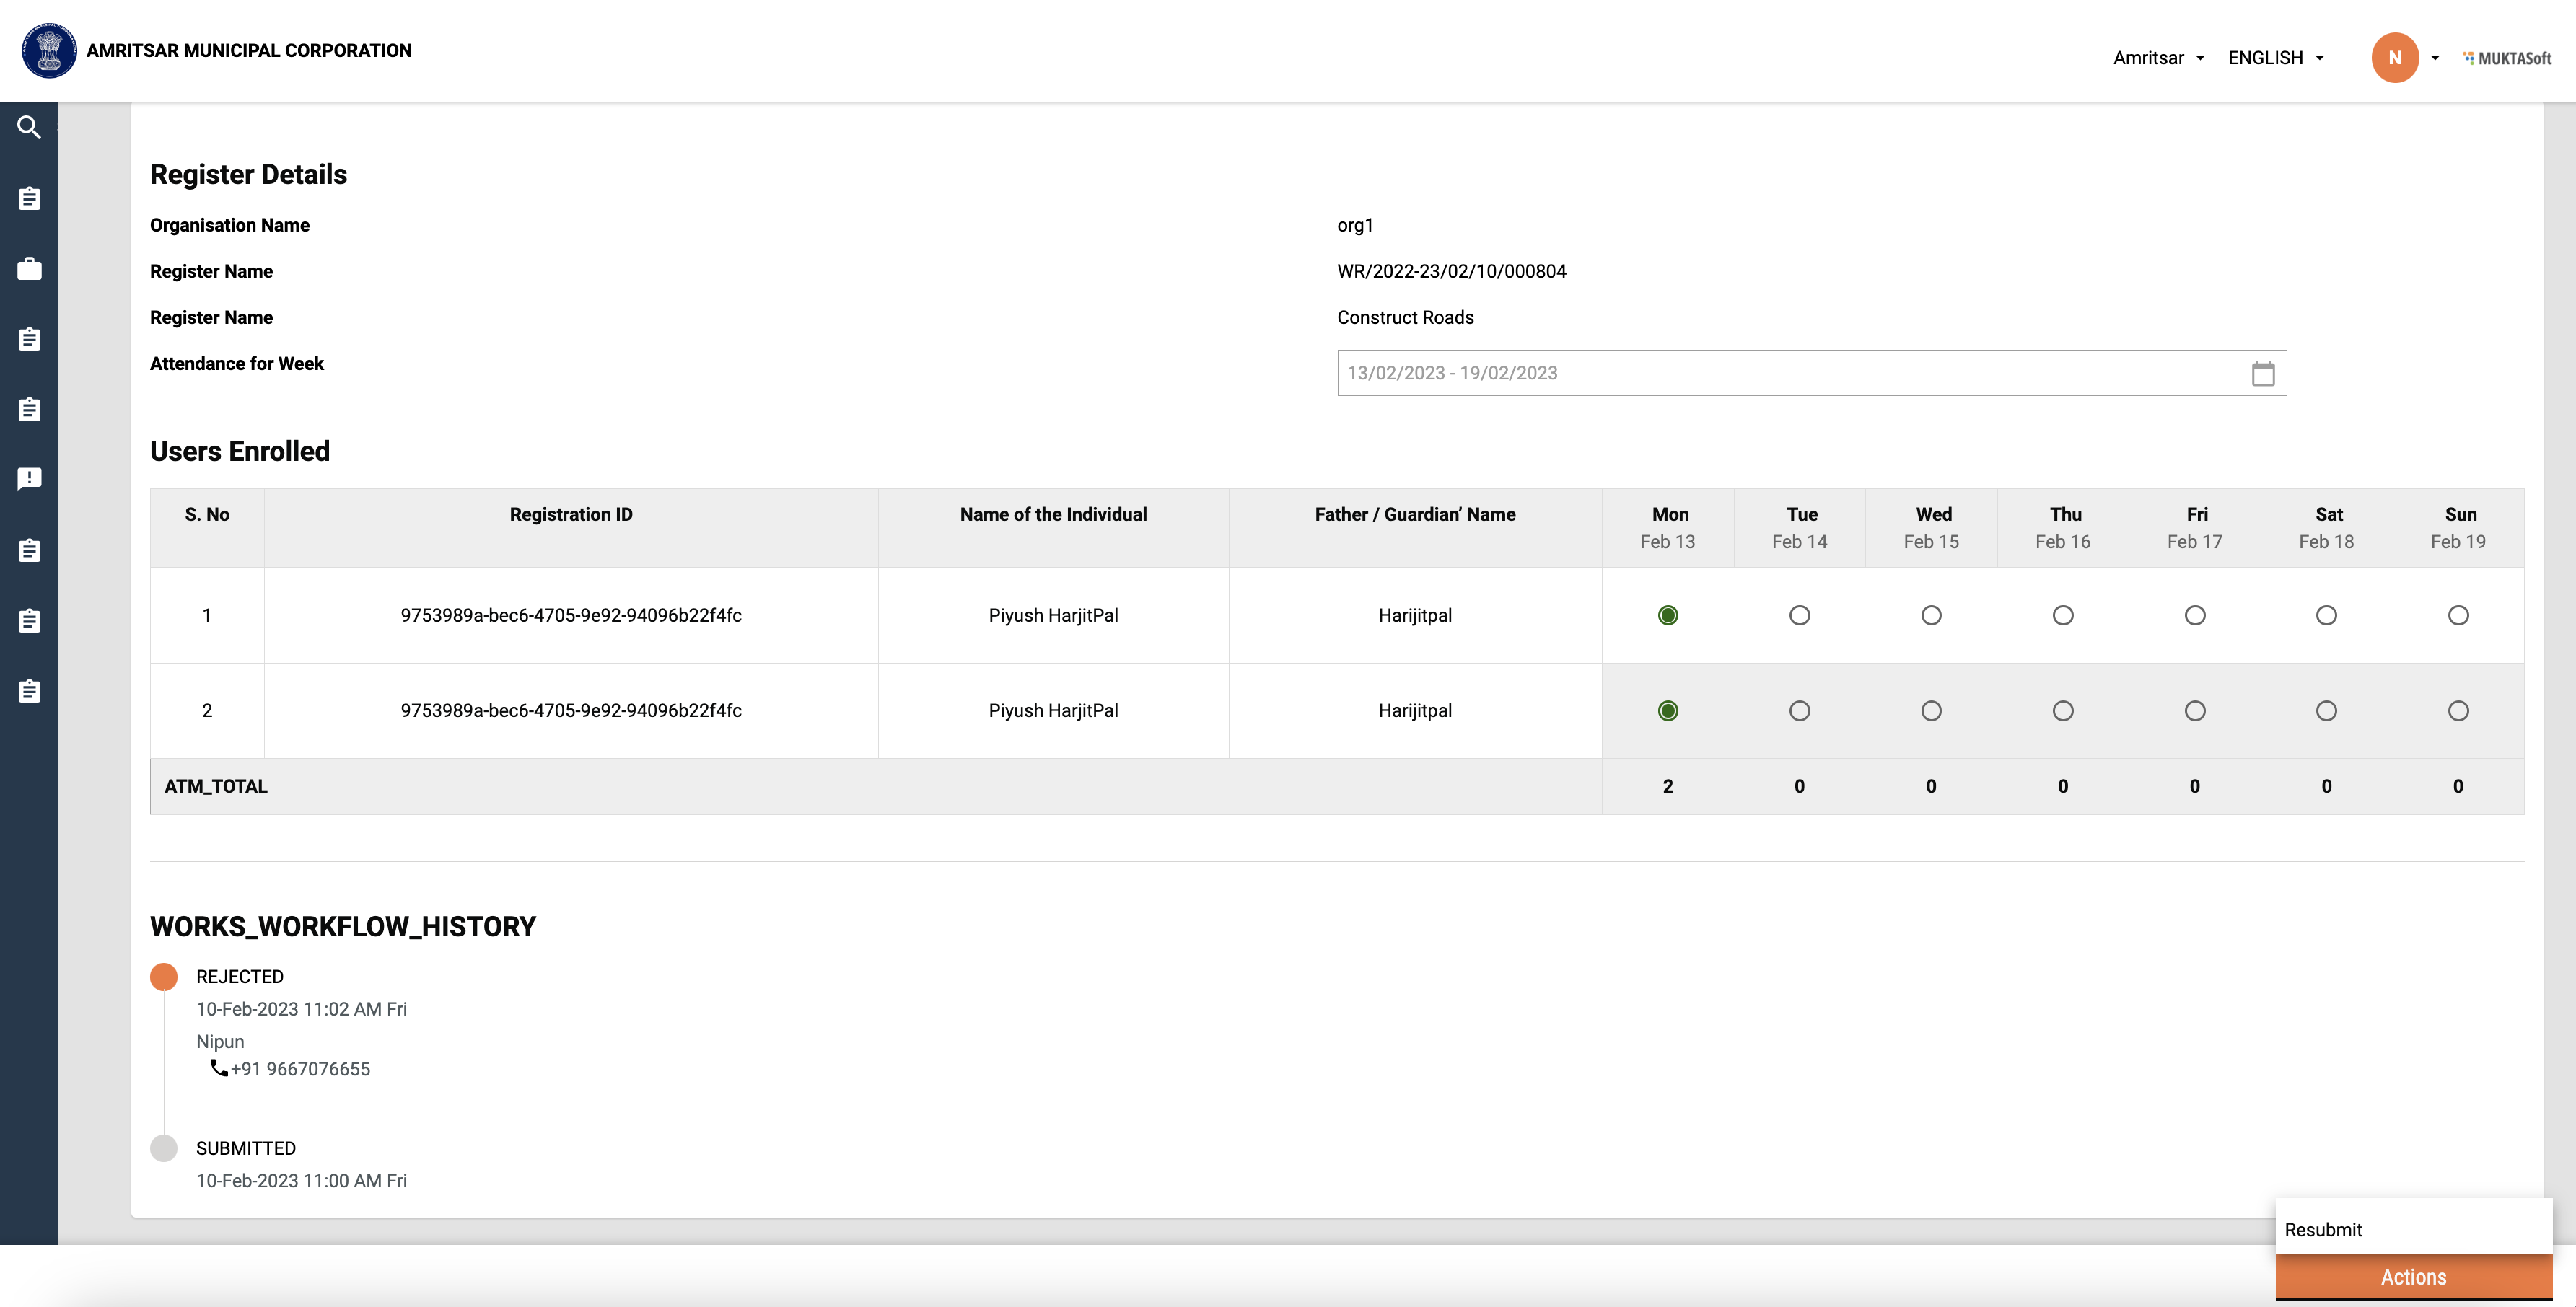 AMRITSAR MUNICIPAL CORPORATION
Amritsar ENGLISH N MUKTASoft
Register Details
Organisation Name org1
Register Name WR/2022-23/02/10/000804
Register Name Construct Roads
Attendance for Week 13/02/2023 - 19/02/2023
Users Enrolled
S. No Registration ID Name of the Individual Father / Guardian’ Name Mon Tue Wed Thu Fri Sat Sun
Feb 13 Feb 14 Feb 15 Feb 16 Feb 17 Feb 18 Feb 19
1 9753989a-bec6-4705-9e92-94096b22f4fc Piyush HarjitPal Harijitpal
2 9753989a-bec6-4705-9e92-94096b22f4fc Piyush HarjitPal Harijitpal
ATM_TOTAL 2 0 0 0 0 0 0
WORKS_WORKFLOW_HISTORY
REJECTED
10-Feb-2023 11:02 AM Fri
Nipun
+91 9667076655
SUBMITTED
10-Feb-2023 11:00 AM Fri
Resubmit
Actions